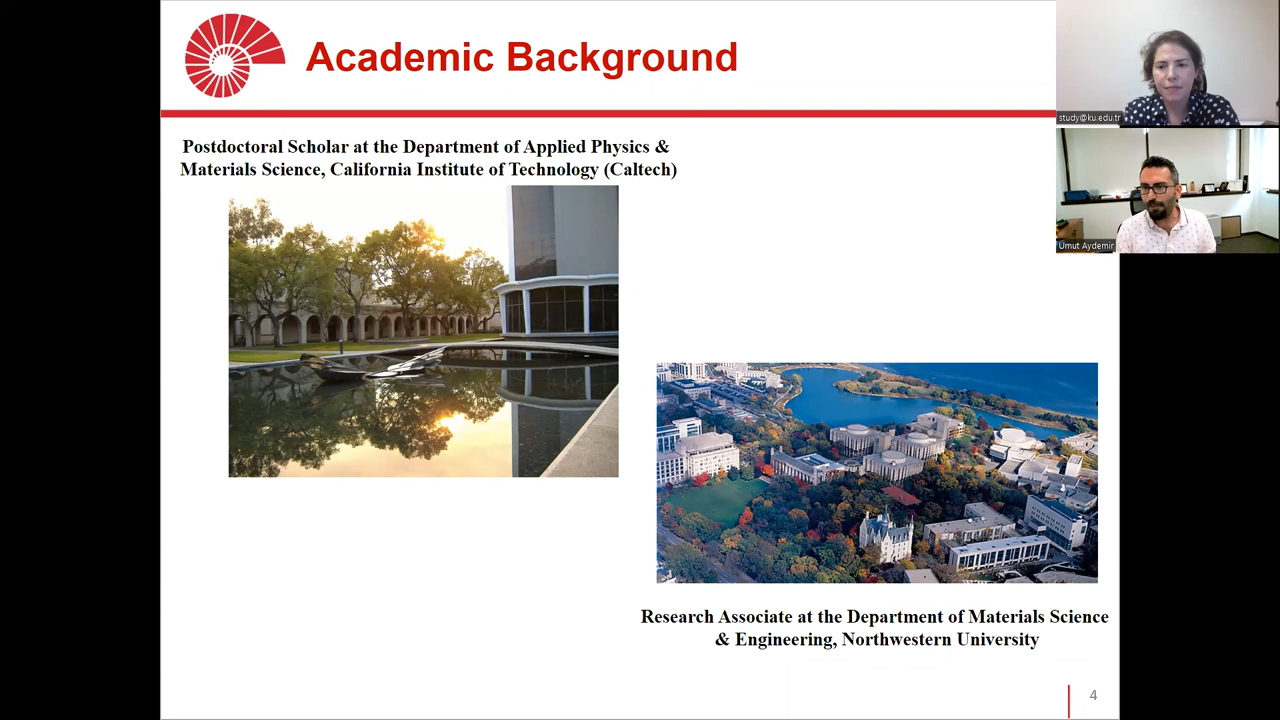 Academic Background
study@ku.edu.tr
Postdoctoral Scholar at the Department of Applied Physics &
Materials Science, California Institute of Technology (Caltech)
Umut Aydemir
Research Associate at the Department of Materials Science
& Engineering, Northwestern University
4